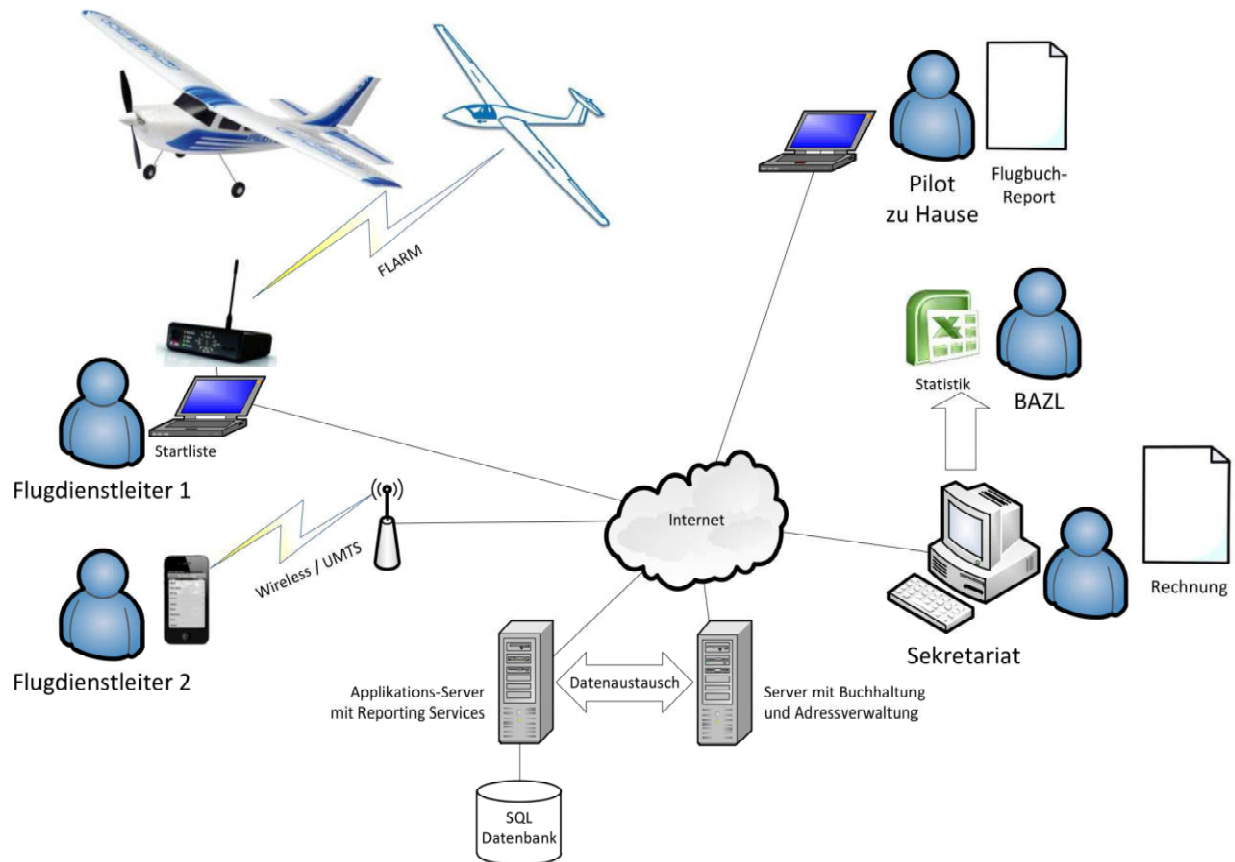 FLARM
Pilot
zu Hause
Flugbuch-
Report
Startliste
Flugdienstleiter 1
Statistik
BAZL
Internet
Wireless / UMTS
Flugdienstleiter 2
Rechnung
Sekretariat
Applikations-Server
mit Reporting Services
Datenaustausch
Server mit Buchhaltung
und Adressverwaltung
SQL
Datenbank